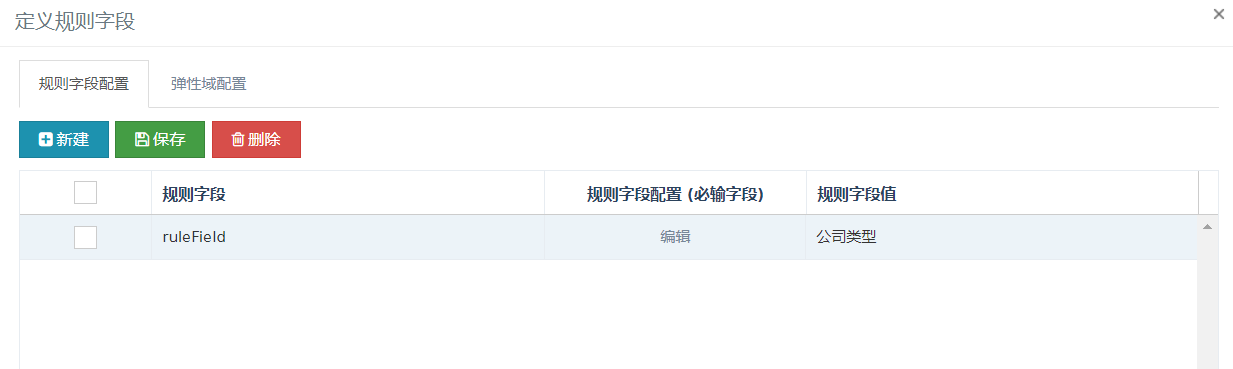 定义规则字段
规则字段配置 弹性域配置
新建 保存 删除
规则字段 规则字段配置 (必输字段) 规则字段值
ruleField 编辑 公司类型